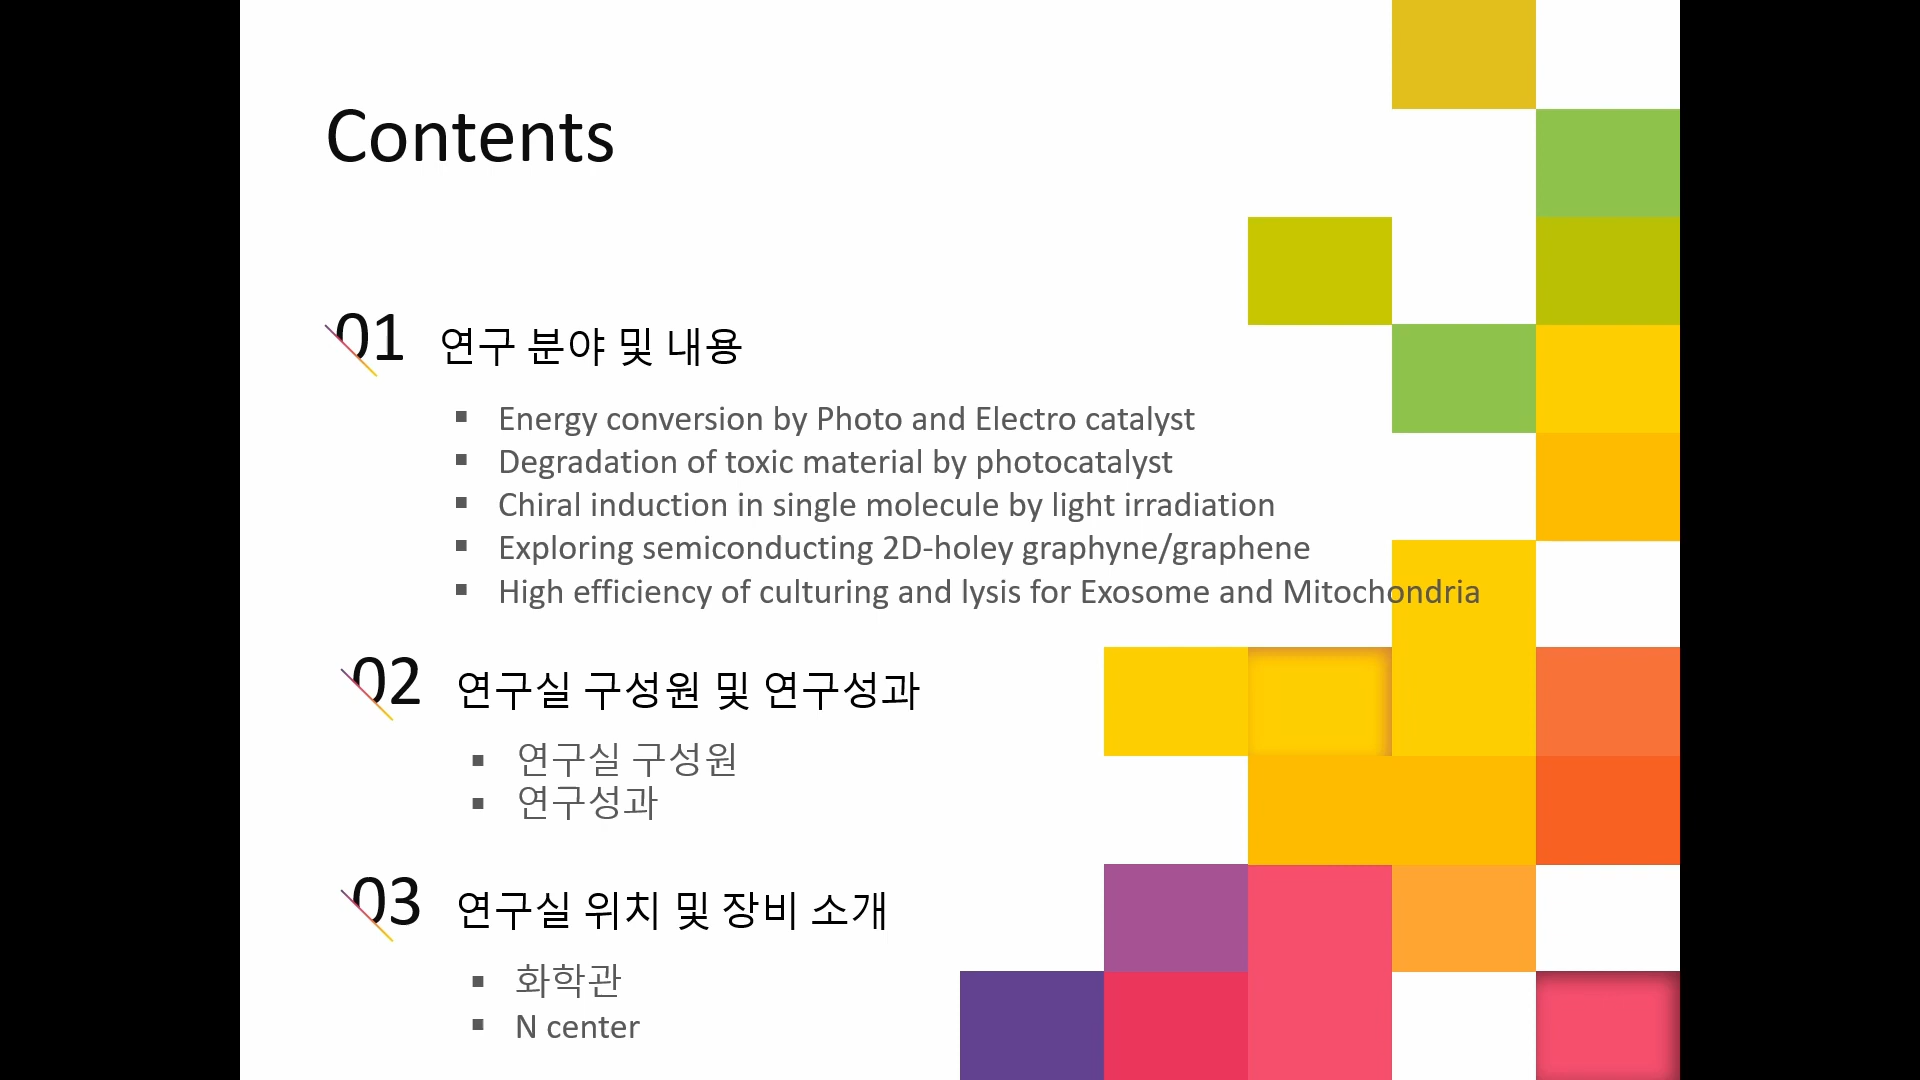 Contents
01 연구 분야 및 내용
▪ Energy conversion by Photo and Electro catalyst
▪ Degradation of toxic material by photocatalyst
▪ Chiral induction in single molecule by light irradiation
▪ Exploring semiconducting 2D-holey graphyne/graphene
▪ High efficiency of culturing and lysis for Exosome and Mitochondria
02 연구실 구성원 및 연구성과
▪ 연구실 구성원
▪ 연구성과
03 연구실 위치 및 장비 소개
▪ 화학관
▪ N center